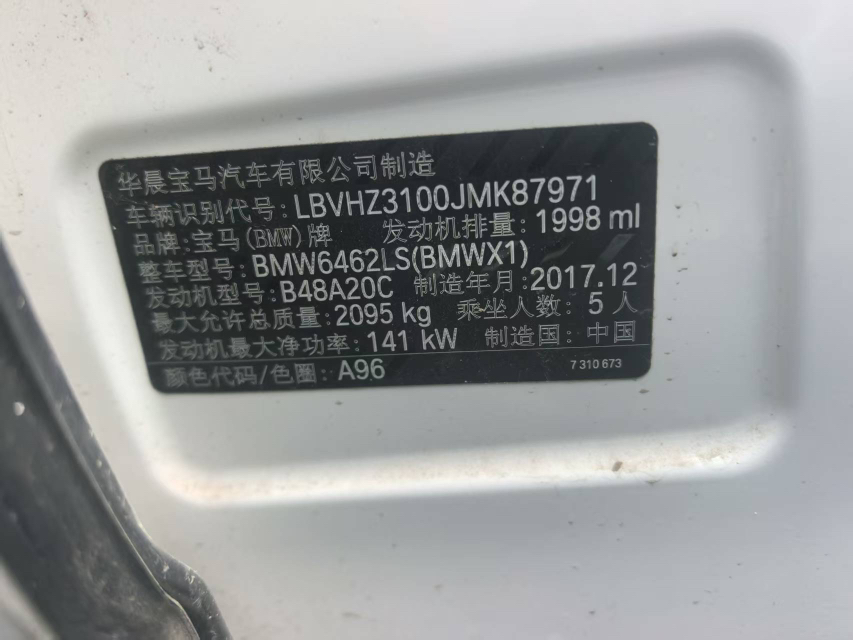 华晨宝马汽车有限公司制造
车辆识别代号: LBVHZ3100JMK87971
品牌: 宝马(BMW)牌 发动机排量: 1998 ml
整车型号: BMW6462LS(BMWX1)
发动机型号: B48A20C 制造年月: 2017.12
最大允许总质量: 2095 kg 乘坐人数: 5 人
发动机最大净功率: 141 kW 制造国: 中国
颜色代码/色圈: A96 7 310 673